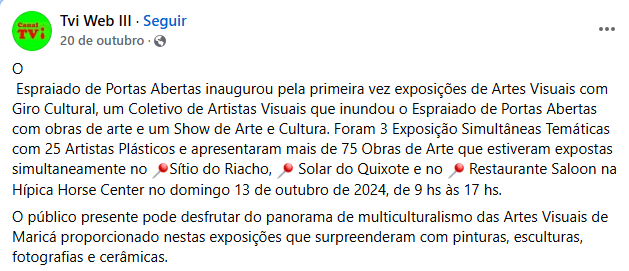 Canal
TVi
Tvi Web III · Seguir
20 de outubro ·
O
Espraiado de Portas Abertas inaugurou pela primeira vez exposições de Artes Visuais com
Giro Cultural, um Coletivo de Artistas Visuais que inundou o Espraiado de Portas Abertas
com obras de arte e um Show de Arte e Cultura. Foram 3 Exposição Simultâneas Temáticas
com 25 Artistas Plásticos e apresentaram mais de 75 Obras de Arte que estiveram expostas
simultaneamente no 📍Sítio do Riacho, 📍 Solar do Quixote e no 📍 Restaurante Saloon na
Hípica Horse Center no domingo 13 de outubro de 2024, de 9 hs às 17 hs.
O público presente pode desfrutar do panorama de multiculturalismo das Artes Visuais de
Maricá proporcionado nestas exposições que surpreenderam com pinturas, esculturas,
fotografias e cerâmicas.